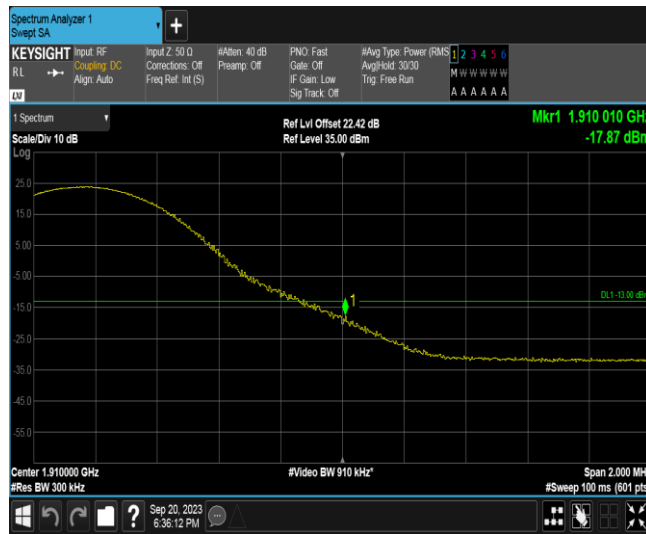 Spectrum Analyzer 1
Swept SA
+
KEYSIGHT
RL
LXI
Input: RF
Coupling: DC
Align: Auto
Input Z: 50 Ω
Corrections: Off
Freq Ref: Int (S)
#Atten: 40 dB
Preamp: Off
PNO: Fast
Gate: Off
IF Gain: Low
Sig Track: Off
#Avg Type: Power (RMS
Avg|Hold: 30/30
Trig: Free Run
1 2 3 4 5 6
M W W W W W
A A A A A A
1 Spectrum
Scale/Div 10 dB
Ref Lvl Offset 22.42 dB
Ref Level 35.00 dBm
Mkr1 1.910 010 GHz
-17.87 dBm
Log
25.0
15.0
5.00
-5.00
-15.0
-25.0
-35.0
-45.0
-55.0
1
DL1 -13.00 dBm
Center 1.910000 GHz
#Res BW 300 kHz
#Video BW 910 kHz*
Span 2.000 MH
#Sweep 100 ms (601 pts
?
Sep 20, 2023
6:36:12 PM